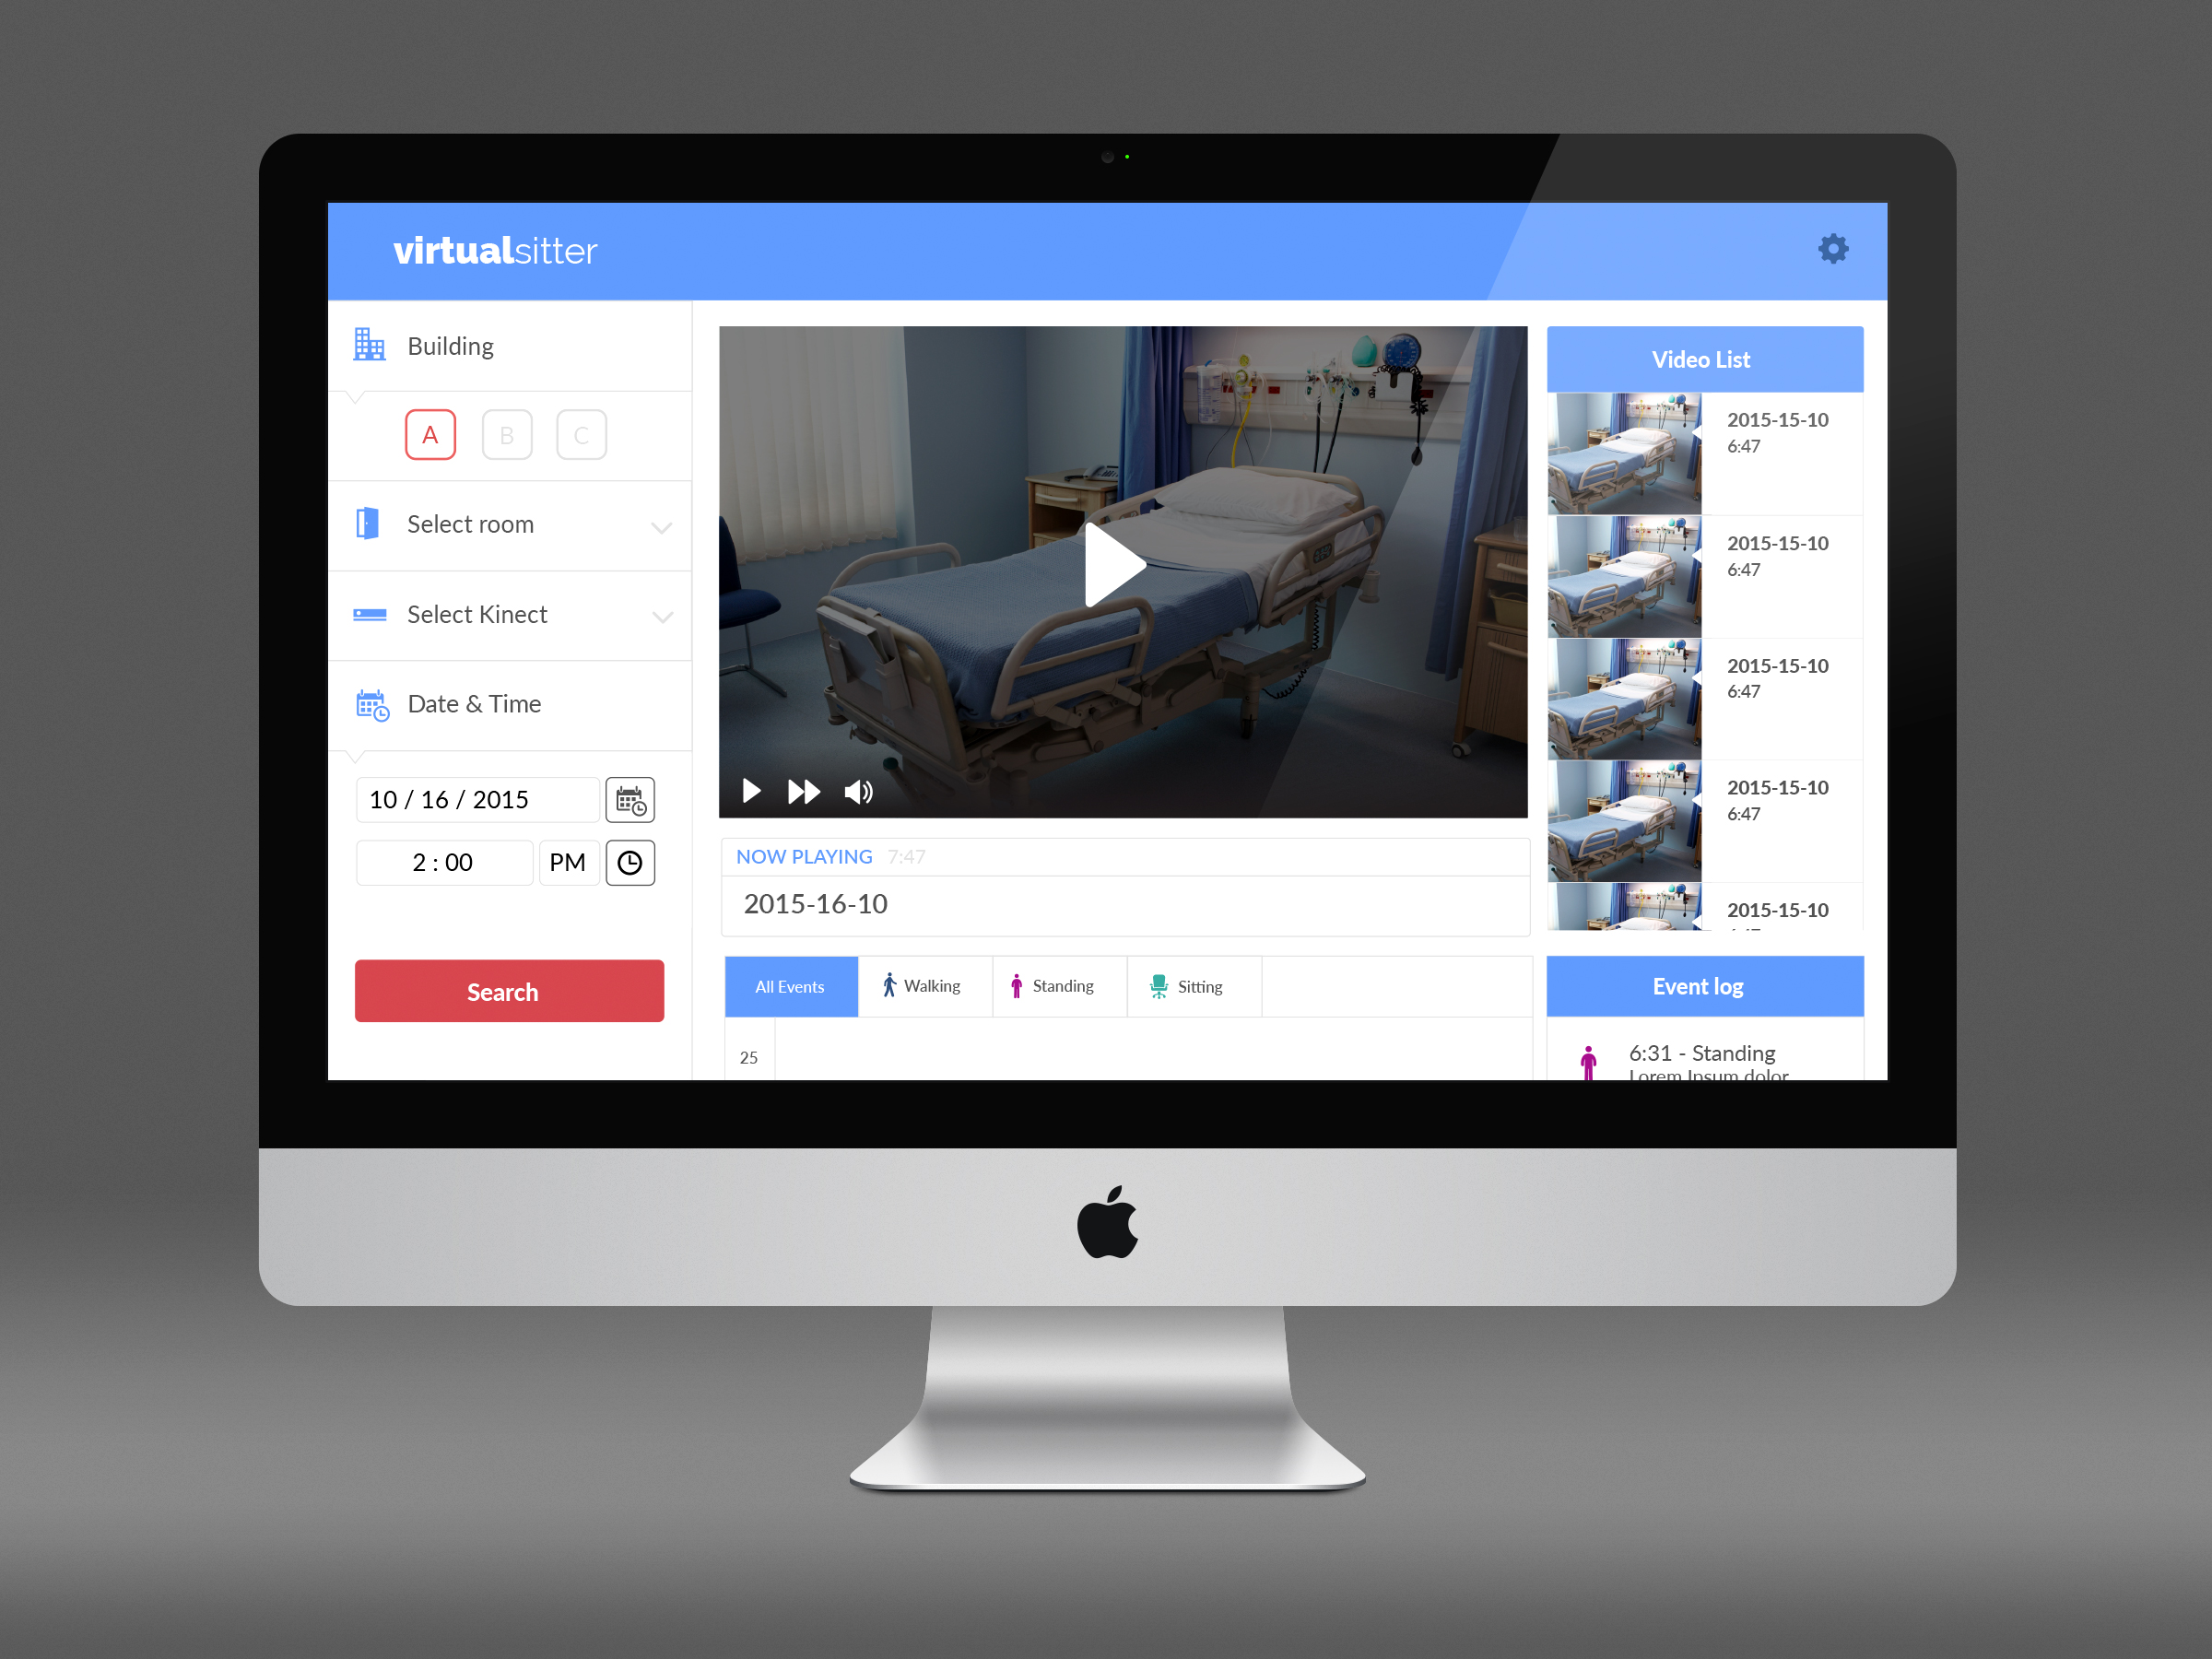 virtualsitter
Building
A B C
Select room
Select Kinect
Date & Time
10 / 16 / 2015
2 : 00 PM
Search
NOW PLAYING 7:47
2015-16-10
All Events Walking Standing Sitting
25
Video List
2015-15-10
6:47
2015-15-10
6:47
2015-15-10
6:47
2015-15-10
6:47
2015-15-10
Event log
6:31 - Standing
Lorem Ipsum dolor